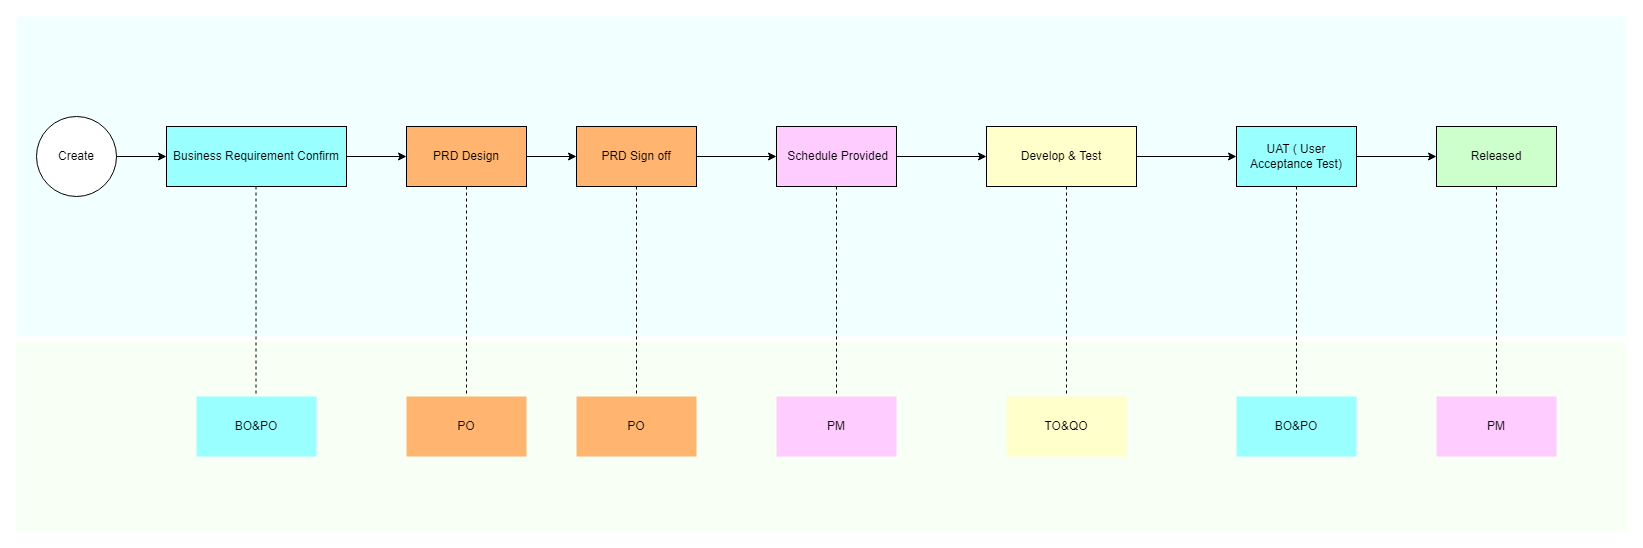 Create
Business Requirement Confirm
PRD Design
PRD Sign off
Schedule Provided
Develop & Test
UAT ( User
Acceptance Test)
Released
BO&PO
PO
PO
PM
TO&QO
BO&PO
PM